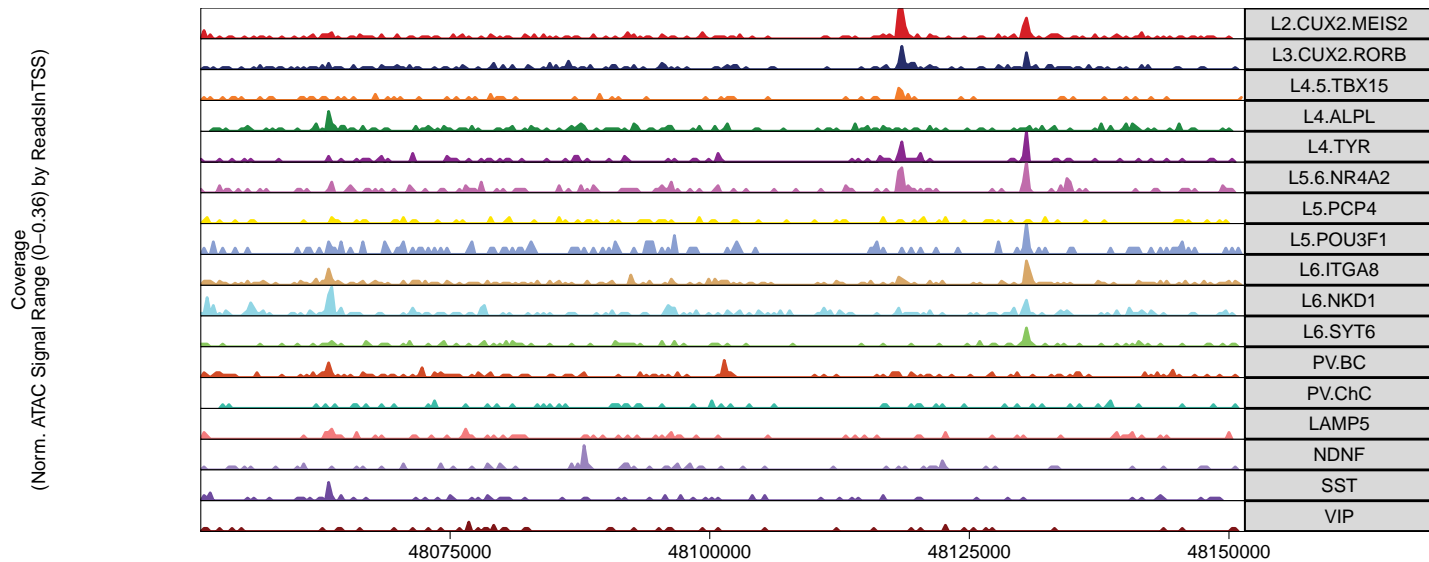 Coverage
(Norm. ATAC Signal Range (0–0.36) by ReadsInTSS)
L2.CUX2.MEIS2
L3.CUX2.RORB
L4.5.TBX15
L4.ALPL
L4.TYR
L5.6.NR4A2
L5.PCP4
L5.POU3F1
L6.ITGA8
L6.NKD1
L6.SYT6
PV.BC
PV.ChC
LAMP5
NDNF
SST
VIP
48075000 48100000 48125000 48150000